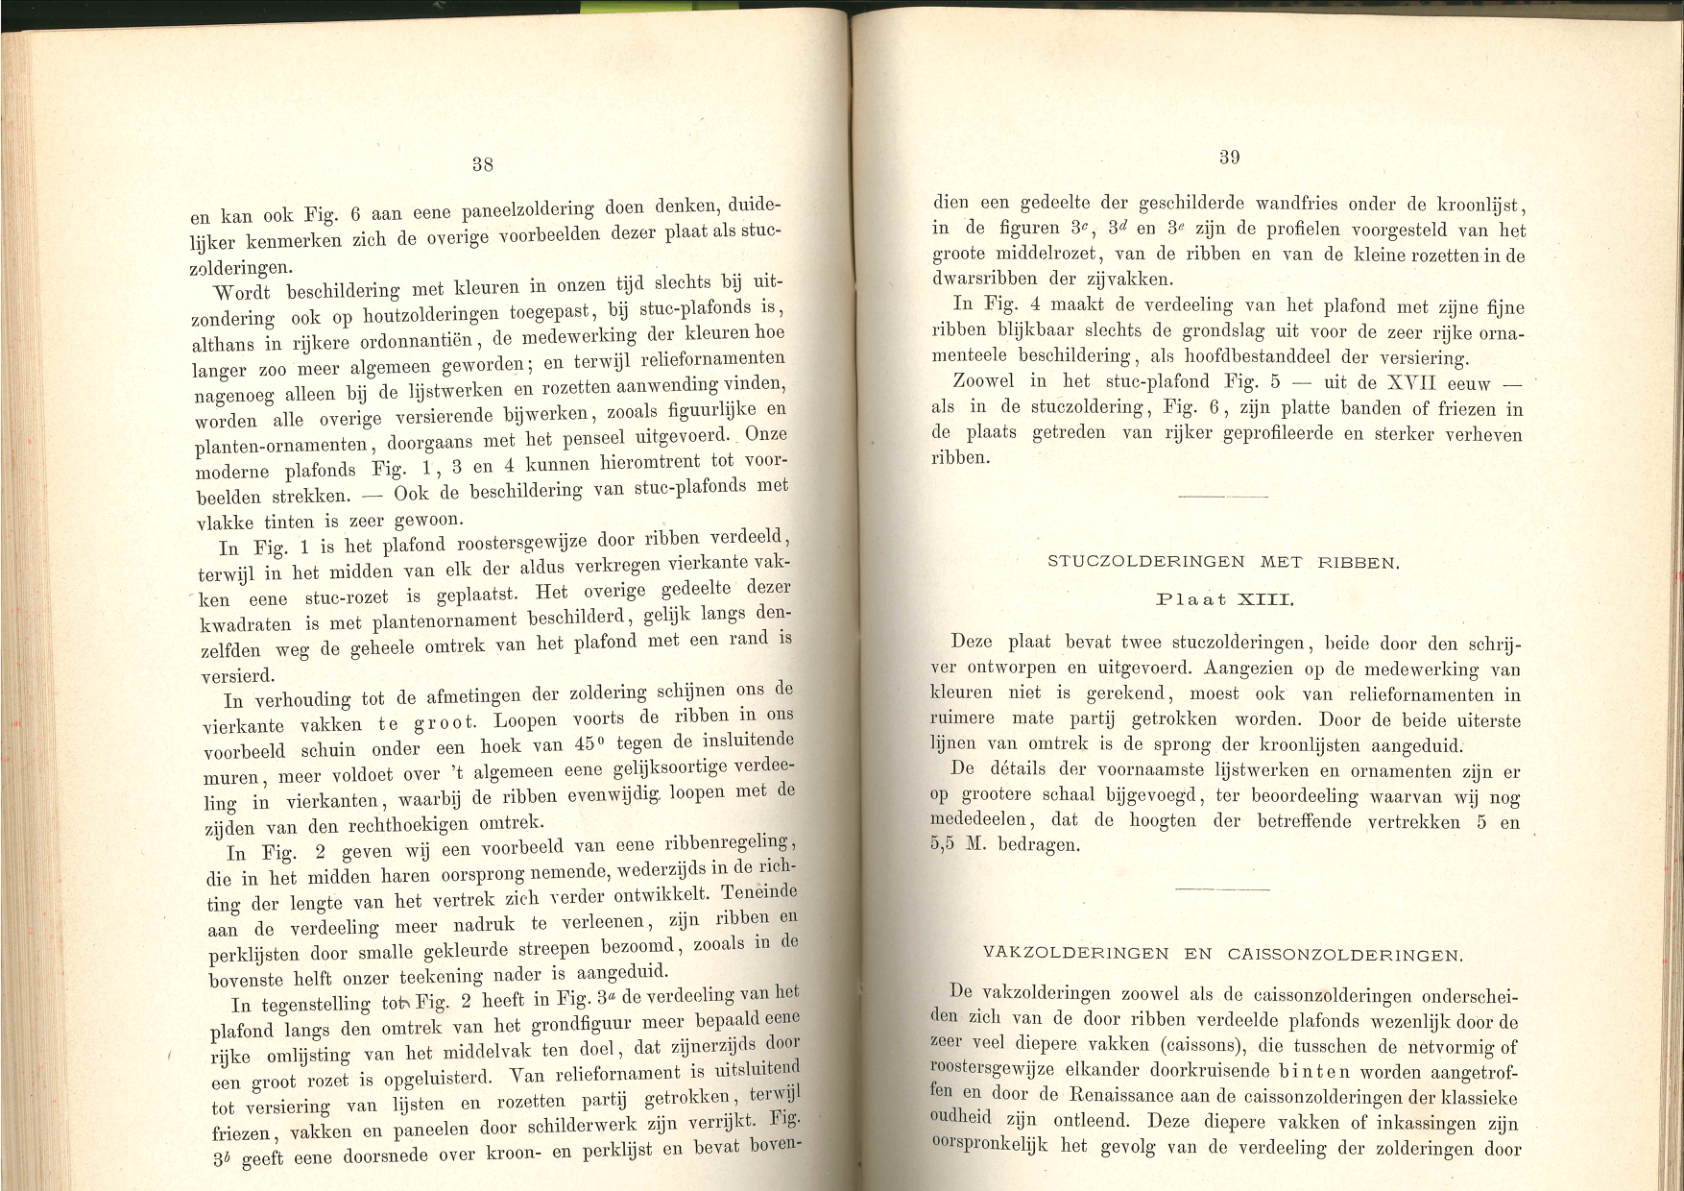 38
en kan ook Fig. 6 aan eene paneelzoldering doen denken, duide-
lijker kenmerken zich de overige voorbeelden dezer plaat als stuc-
zolderingen.
Wordt beschildering met kleuren in onzen tijd slechts bij uit-
zondering ook op houtzolderingen toegepast, bij stuc-plafonds is,
althans in rijkere ordonnantiën, de medewerking der kleuren hoe
langer zoo meer algemeen geworden; en terwijl reliefornamenten
nagenoeg alleen bij de lijstwerken en rozetten aanwending vinden,
worden alle overige versierende bijwerken, zooals figuurlijke en
planten-ornamenten, doorgaans met het penseel uitgevoerd. Onze
moderne plafonds Fig. 1, 3 en 4 kunnen hieromtrent tot voor-
beelden strekken. — Ook de beschildering van stuc-plafonds met
vlakke tinten is zeer gewoon.
In Fig. 1 is het plafond roostersgewijze door ribben verdeeld,
terwijl in het midden van elk der aldus verkregen vierkante vak-
ken eene stuc-rozet is geplaatst. Het overige gedeelte dezer
kwadraten is met plantenornament beschilderd, gelijk langs den-
zelfden weg de geheele omtrek van het plafond met een rand is
versierd.
In verhouding tot de afmetingen der zoldering schijnen ons de
vierkante vakken te groot. Loopen voorts de ribben in ons
voorbeeld schuin onder een hoek van 45° tegen de insluitende
muren, meer voldoet over 't algemeen eene gelijksoortige verdee-
ling in vierkanten, waarbij de ribben evenwijdig loopen met de
zijden van den rechthoekigen omtrek.
In Fig. 2 geven wij een voorbeeld van eene ribbenregeling,
die in het midden haren oorsprong nemende, wederzijds in de rich-
ting der lengte van het vertrek zich verder ontwikkelt. Teneinde
aan de verdeeling meer nadruk te verleenen, zijn ribben en
perklijsten door smalle gekleurde streepen bezoomd, zooals in de
bovenste helft onzer teekening nader is aangeduid.
In tegenstelling tot Fig. 2 heeft in Fig. 3ᵃ de verdeeling van het
plafond langs den omtrek van het grondfiguur meer bepaald eene
rijke omlijsting van het middelvak ten doel, dat zijnerzijds door
een groot rozet is opgeluisterd. Van reliefornament is uitsluitend
tot versiering van lijsten en rozetten partij getrokken, terwijl
friezen, vakken en paneelen door schilderwerk zijn verrijkt. Fig.
3ᵇ geeft eene doorsnede over kroon- en perklijst en bevat boven-
39
dien een gedeelte der geschilderde wandfries onder de kroonlijst,
in de figuren 3ᶜ, 3ᵈ en 3ᵉ zijn de profielen voorgesteld van het
groote middelrozet, van de ribben en van de kleine rozetten in de
dwarsribben der zijvakken.
In Fig. 4 maakt de verdeeling van het plafond met zijne fijne
ribben blijkbaar slechts de grondslag uit voor de zeer rijke orna-
menteele beschildering, als hoofdbestanddeel der versiering.
Zoowel in het stuc-plafond Fig. 5 — uit de XVII eeuw —
als in de stuczoldering, Fig. 6, zijn platte banden of friezen in
de plaats getreden van rijker geprofileerde en sterker verheven
ribben.
STUCZOLDERINGEN MET RIBBEN.
Plaat XIII.
Deze plaat bevat twee stuczolderingen, beide door den schrij-
ver ontworpen en uitgevoerd. Aangezien op de medewerking van
kleuren niet is gerekend, moest ook van reliefornamenten in
ruimere mate partij getrokken worden. Door de beide uiterste
lijnen van omtrek is de sprong der kroonlijsten aangeduid.
De détails der voornaamste lijstwerken en ornamenten zijn er
op grootere schaal bijgevoegd, ter beoordeeling waarvan wij nog
mededeelen, dat de hoogten der betreffende vertrekken 5 en
5,5 M. bedragen.
VAKZOLDERINGEN EN CAISSONZOLDERINGEN.
De vakzolderingen zoowel als de caissonzolderingen onderschei-
den zich van de door ribben verdeelde plafonds wezenlijk door de
zeer veel diepere vakken (caissons), die tusschen de netvormig of
roostersgewijze elkander doorkruisende binten worden aangetrof-
fen en door de Renaissance aan de caissonzolderingen der klassieke
oudheid zijn ontleend. Deze diepere vakken of inkassingen zijn
oorspronkelijk het gevolg van de verdeeling der zolderingen door